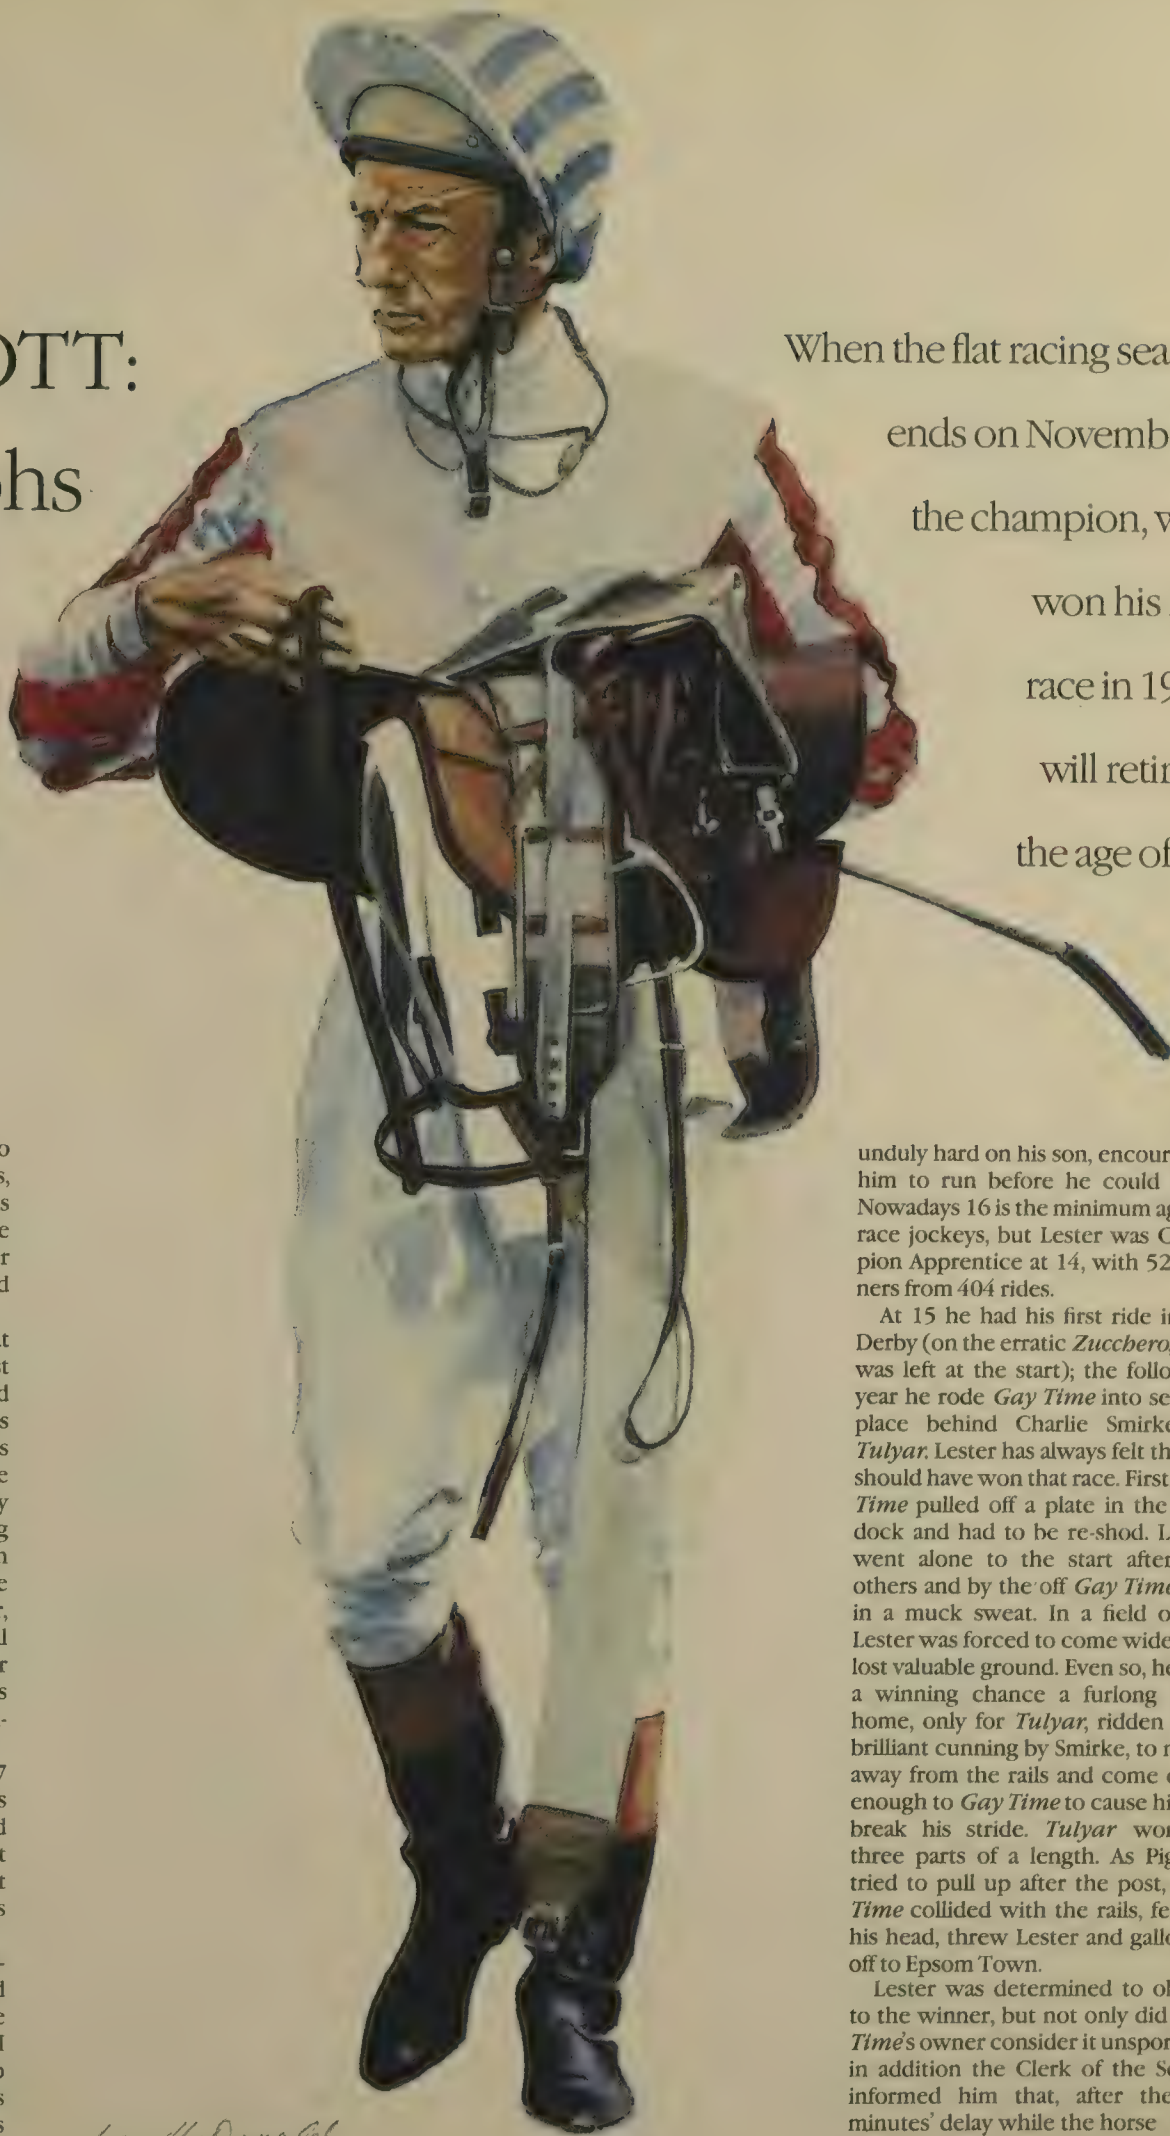 OTT:
phs
When the flat racing sea
ends on Novemb
the champion, w
won his
race in 19
will retir
the age of
unduly hard on his son, encour
him to run before he could
Nowadays 16 is the minimum ag
race jockeys, but Lester was C
pion Apprentice at 14, with 52
ners from 404 rides.
At 15 he had his first ride in
Derby (on the erratic Zucchero,
was left at the start); the follo
year he rode Gay Time into se
place behind Charlie Smirke
Tulyar. Lester has always felt th
should have won that race. First
Time pulled off a plate in the
dock and had to be re-shod. L
went alone to the start after
others and by the off Gay Time
in a muck sweat. In a field o
Lester was forced to come wide
lost valuable ground. Even so, he
a winning chance a furlong
home, only for Tulyar, ridden
brilliant cunning by Smirke, to r
away from the rails and come c
enough to Gay Time to cause hi
break his stride. Tulyar wor
three parts of a length. As Pig
tried to pull up after the post,
Time collided with the rails, fe
his head, threw Lester and gallo
off to Epsom Town.
Lester was determined to ob
to the winner, but not only did
Time's owner consider it unspor
in addition the Clerk of the Sc
informed him that, after the
minutes' delay while the horse